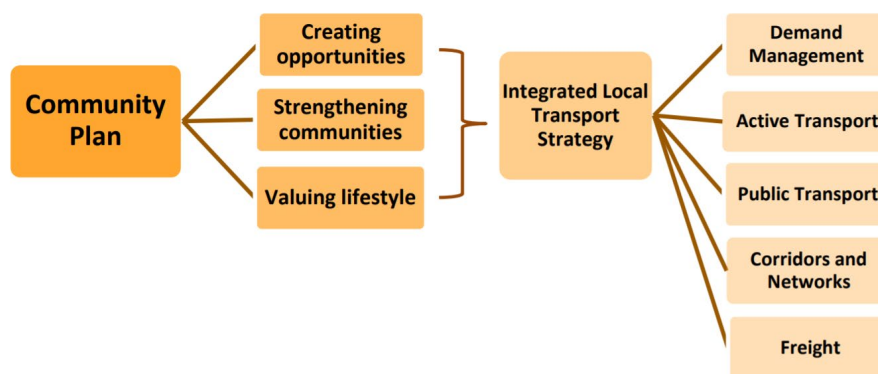 Community
Plan
Creating
opportunities
Strengthening
communities
Valuing lifestyle
Integrated Local
Transport
Strategy
Demand
Management
Active Transport
Public Transport
Corridors and
Networks
Freight